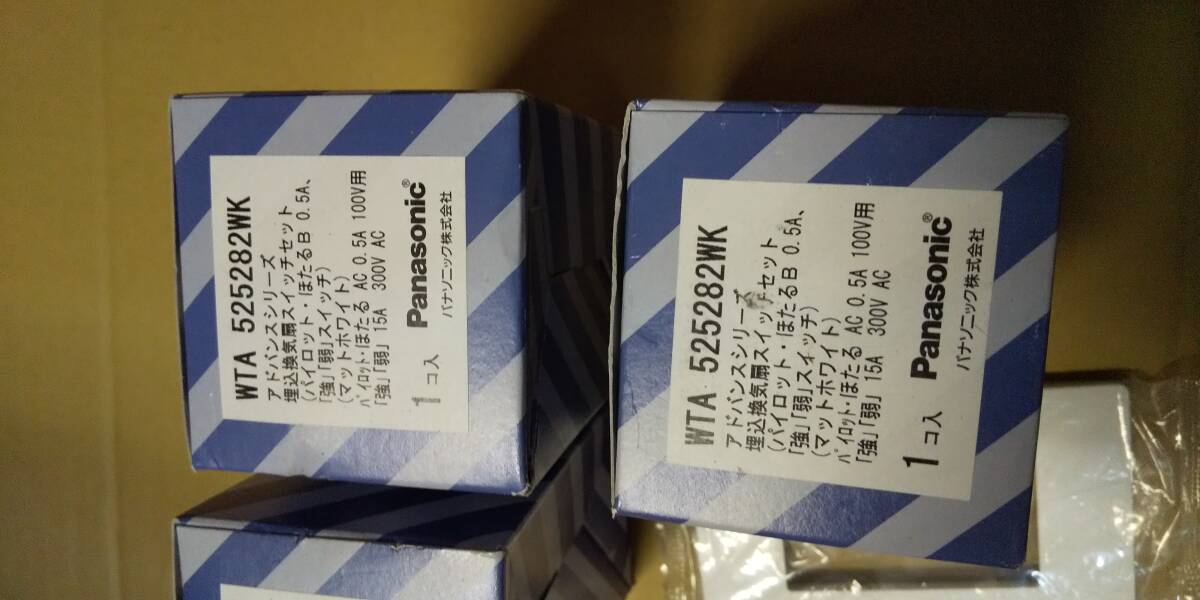 WTA 525282WK
アドバンスシリーズ
埋込換気扇スイッチセット
(パイロット・ほたるB 0.5A、
「強」「弱」スイッチ)
(マットホワイト)
パイロット・ほたる AC 0.5A 100V用
「強」「弱」 15A 300V AC
1コ入 Panasonic®
パナソニック株式会社
WTA 525282WK
アドバンスシリーズ
埋込換気扇スイッチセット
(パイロット・ほたるB 0.5A、
「強」「弱」スイッチ)
(マットホワイト)
パイロット・ほたる AC 0.5A 100V用
「強」「弱」 15A 300V AC
1コ入 Panasonic®
パナソニック株式会社